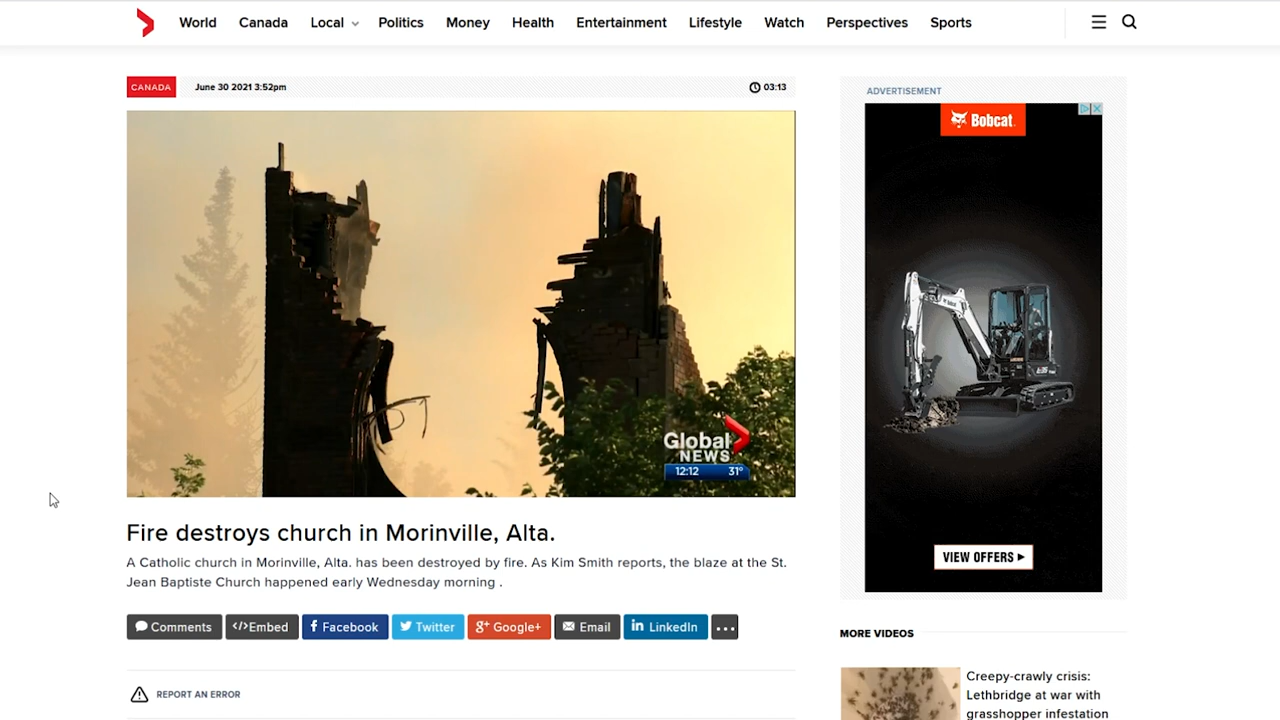 World Canada Local Politics Money Health Entertainment Lifestyle Watch Perspectives Sports
CANADA June 30 2021 3:52pm 03:13
Global
NEWS
12:12 31°
Fire destroys church in Morinville, Alta.
A Catholic church in Morinville, Alta. has been destroyed by fire. As Kim Smith reports, the blaze at the St.
Jean Baptiste Church happened early Wednesday morning .
Comments </>Embed Facebook Twitter g+ Google+ Email LinkedIn ...
REPORT AN ERROR
ADVERTISEMENT
Bobcat.
VIEW OFFERS
MORE VIDEOS
Creepy-crawly crisis:
Lethbridge at war with
grasshopper infestation